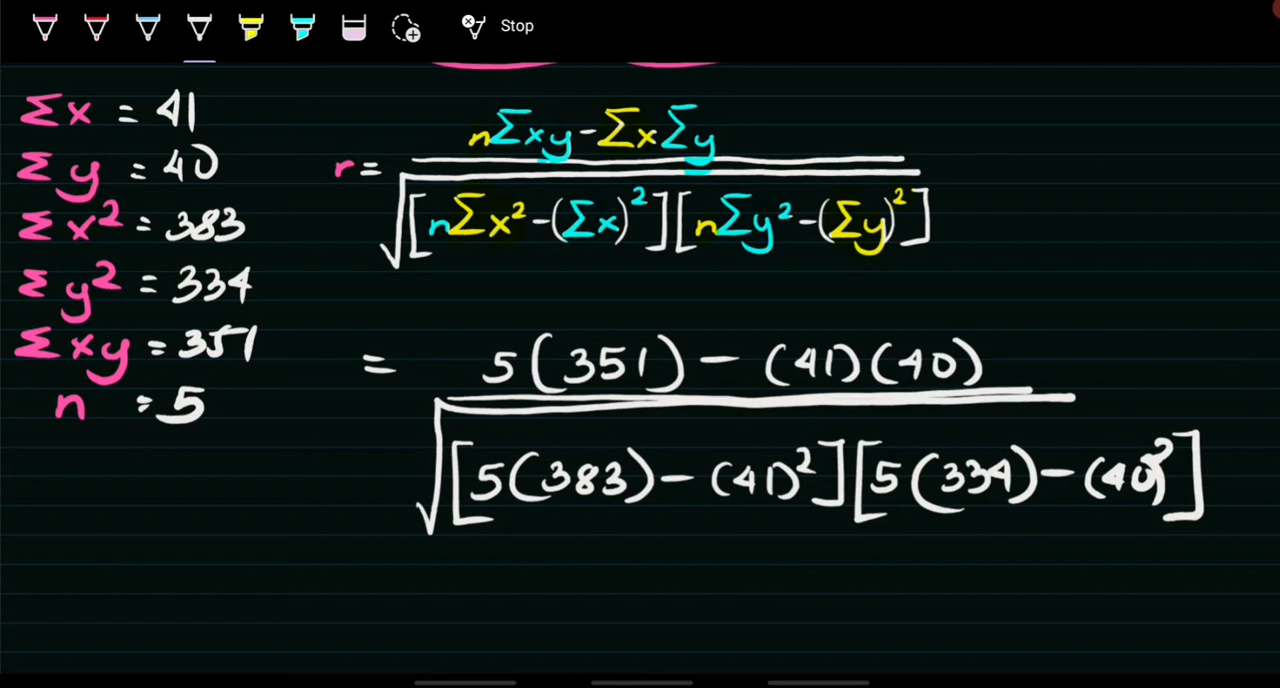 Stop
Σx = 41
Σy = 40
Σx² = 383
Σy² = 334
Σxy = 351
n = 5
r = nΣxy - ΣxΣy
√[nΣx² - (Σx)²][nΣy² - (Σy)²]
= 5(351) - (41)(40)
√[5(383) - (41)²][5(334) - (40)²]